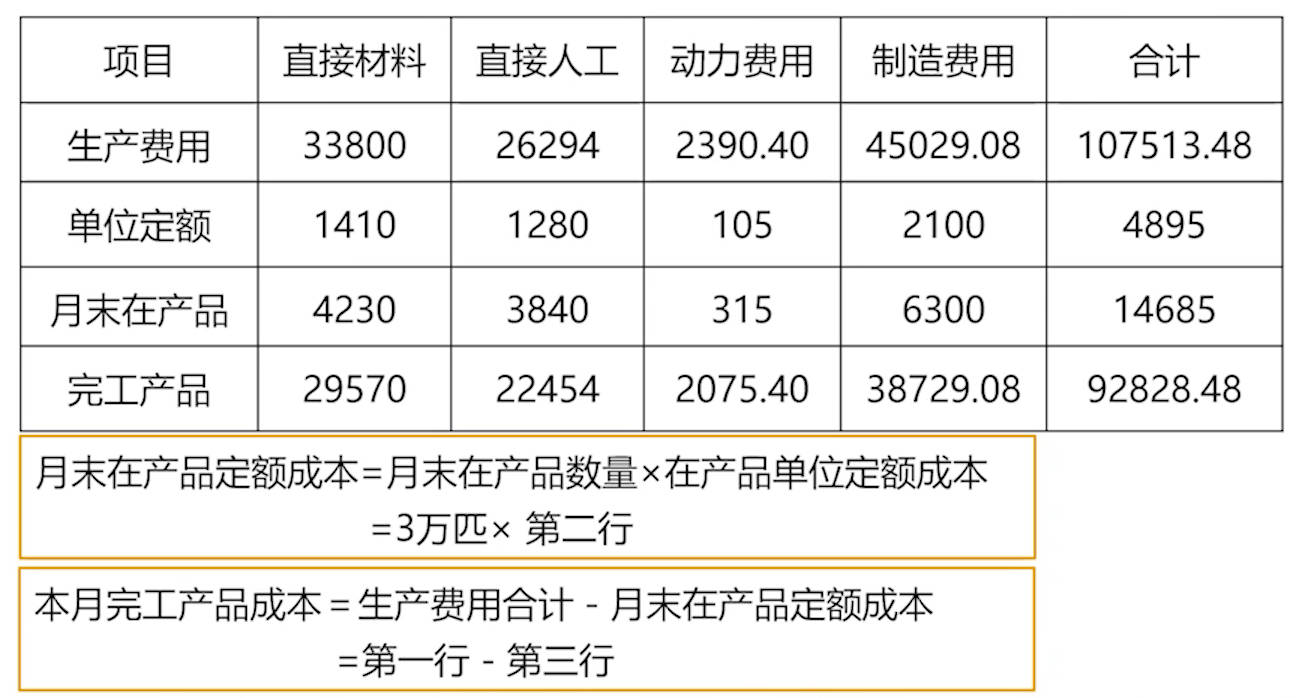 项目 直接材料 直接人工 动力费用 制造费用 合计
生产费用 33800 26294 2390.40 45029.08 107513.48
单位定额 1410 1280 105 2100 4895
月末在产品 4230 3840 315 6300 14685
完工产品 29570 22454 2075.40 38729.08 92828.48
月末在产品定额成本=月末在产品数量×在产品单位定额成本
=3万匹× 第二行
本月完工产品成本=生产费用合计-月末在产品定额成本
=第一行-第三行